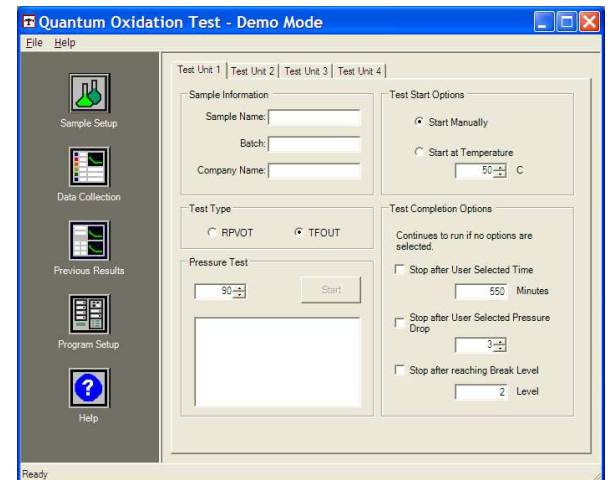 Quantum Oxidation Test - Demo Mode
File Help
Sample Setup
Data Collection
Previous Results
Program Setup
?
Help
Test Unit 1 Test Unit 2 Test Unit 3 Test Unit 4
Sample Information
Sample Name:
Batch:
Company Name:
Test Type
RPVOT TFOUT
Pressure Test
90 Start
Test Start Options
Start Manually
Start at Temperature
50 C
Test Completion Options
Continues to run if no options are
selected.
Stop after User Selected Time
550 Minutes
Stop after User Selected Pressure
Drop
3
Stop after reaching Break Level
2 Level
Ready